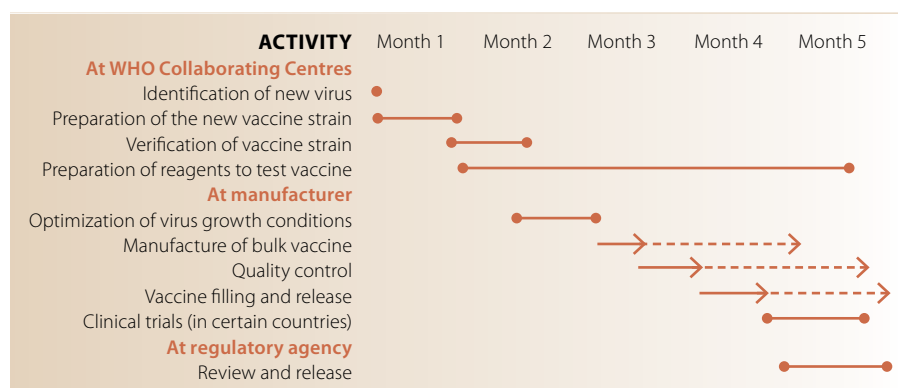 ACTIVITY Month 1 Month 2 Month 3 Month 4 Month 5
At WHO Collaborating Centres
Identification of new virus
Preparation of the new vaccine strain
Verification of vaccine strain
Preparation of reagents to test vaccine
At manufacturer
Optimization of virus growth conditions
Manufacture of bulk vaccine
Quality control
Vaccine filling and release
Clinical trials (in certain countries)
At regulatory agency
Review and release